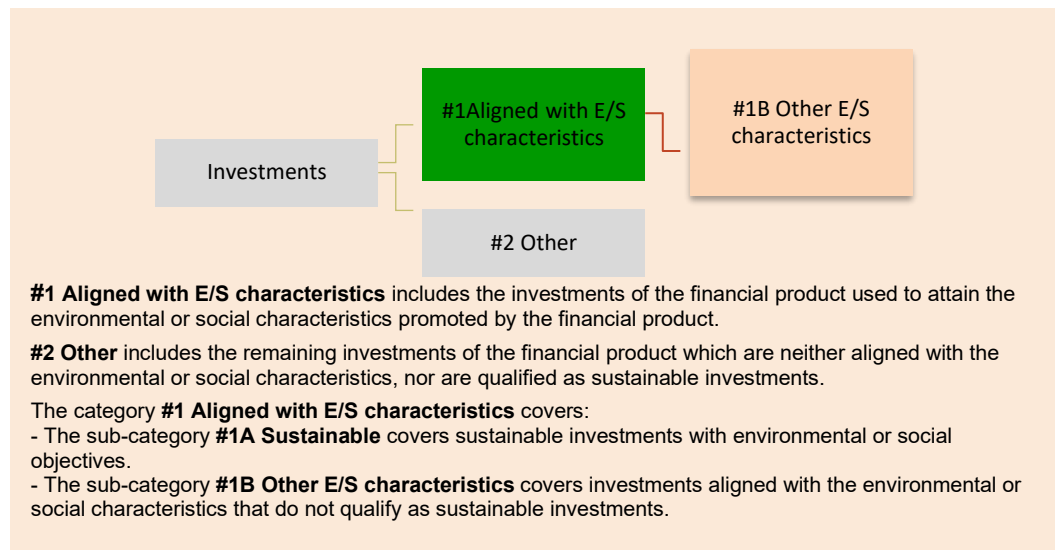 #1Aligned with E/S
characteristics
#1B Other E/S
characteristics
Investments
#2 Other
#1 Aligned with E/S characteristics includes the investments of the financial product used to attain the
environmental or social characteristics promoted by the financial product.
#2 Other includes the remaining investments of the financial product which are neither aligned with the
environmental or social characteristics, nor are qualified as sustainable investments.
The category #1 Aligned with E/S characteristics covers:
- The sub-category #1A Sustainable covers sustainable investments with environmental or social
objectives.
- The sub-category #1B Other E/S characteristics covers investments aligned with the environmental or
social characteristics that do not qualify as sustainable investments.